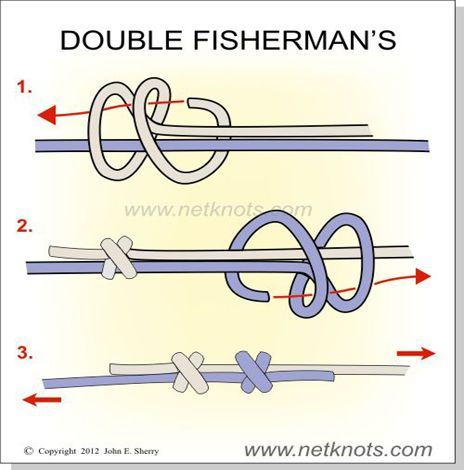 DOUBLE FISHERMAN'S
1.
www.netknots.com
2.
3.
© Copyright 2012 John E. Sherry
www.netknots.com